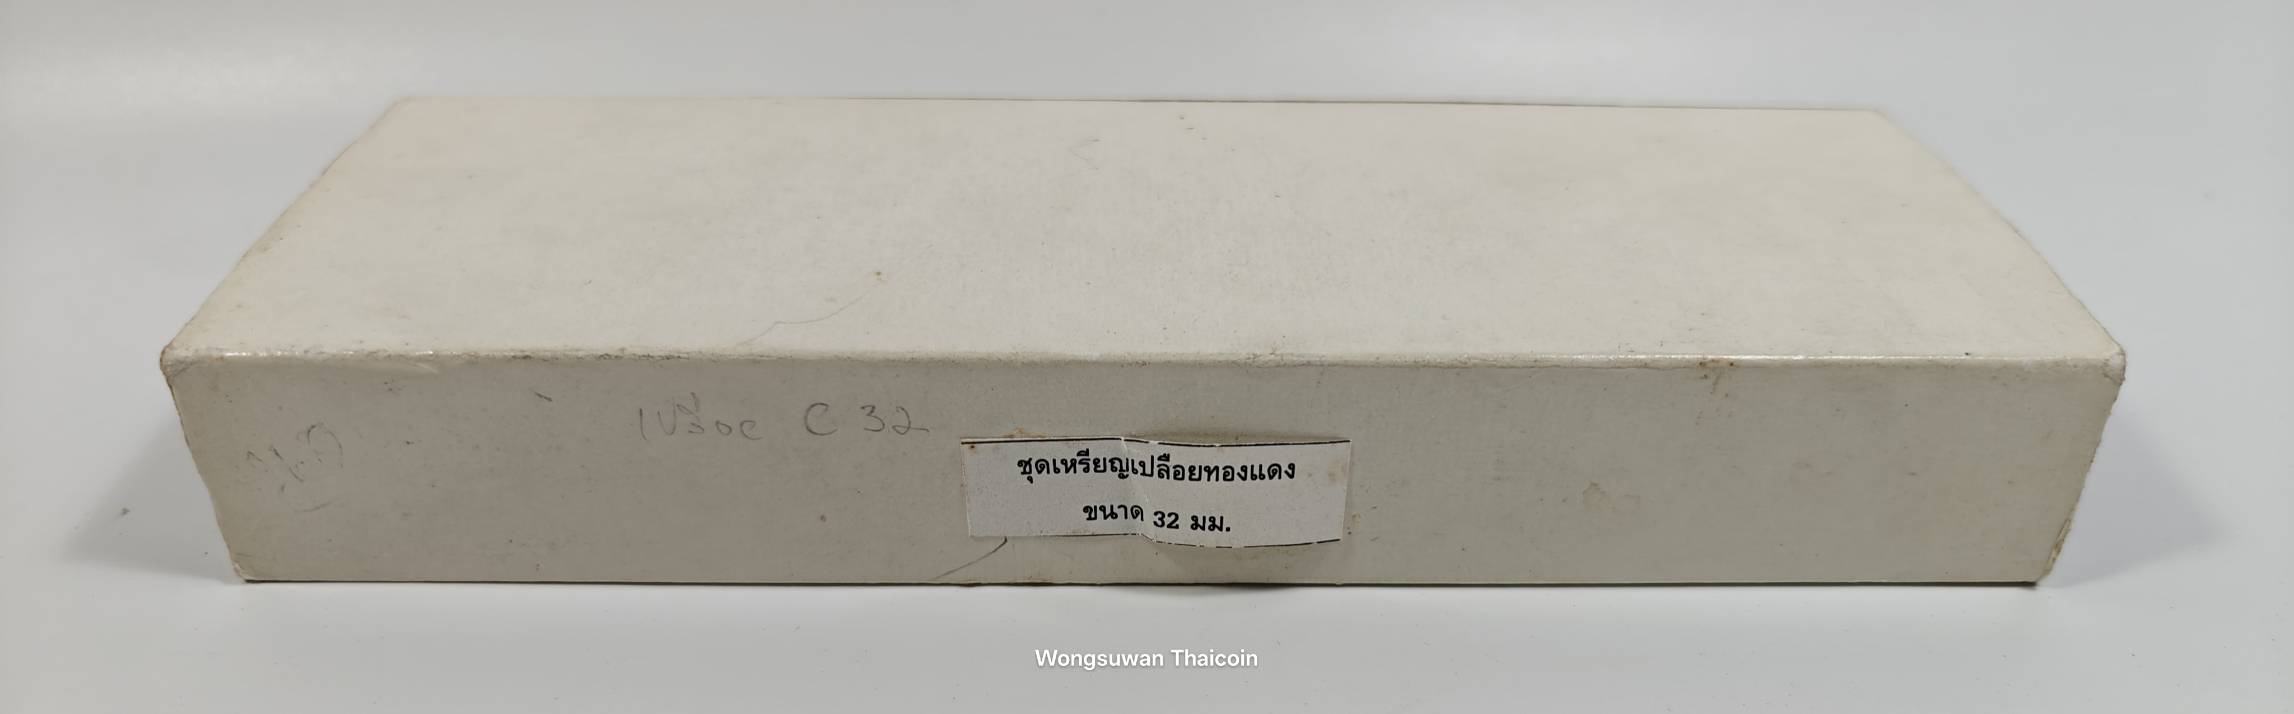 C 32
ชุดเหรียญเปลือยทองแดง
ขนาด 32 มม.
Wongsuwan Thaicoin